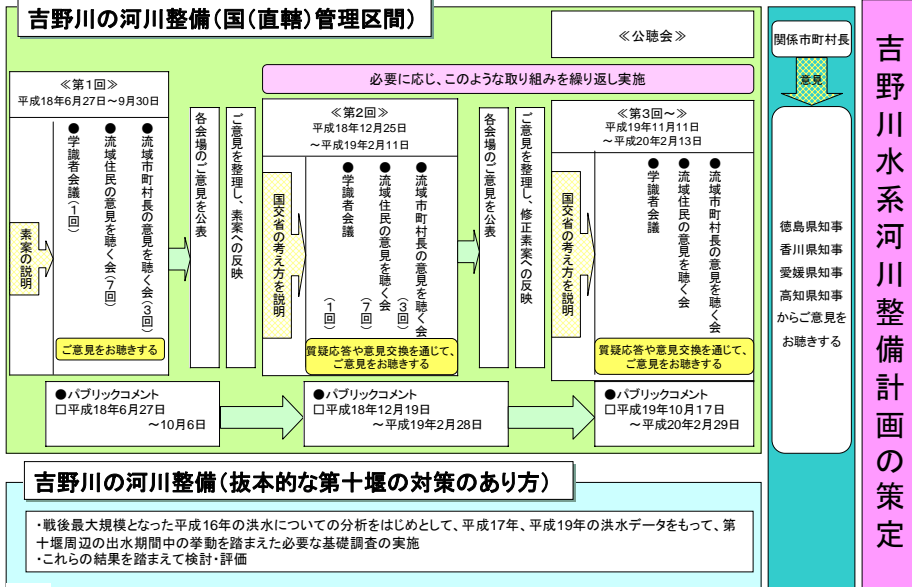 吉野川の河川整備(国(直轄)管理区間)
≪公聴会≫
必要に応じ、このような取り組みを繰り返し実施
≪第1回≫
平成18年6月27日～9月30日
●学識者会議(1回)
●流域住民の意見を聴く会(7回)
●流域市町村長の意見を聴く会(3回)
素案の説明
ご意見をお聴きする
各会場のご意見を公表
ご意見を整理し、素案への反映
≪第2回≫
平成18年12月25日
～平成19年2月11日
●学識者会議 (1回)
●流域住民の意見を聴く会 (7回)
●流域市町村長の意見を聴く会 (3回)
国交省の考え方を説明
質疑応答や意見交換を通じて、
ご意見をお聴きする
各会場のご意見を公表
ご意見を整理し、修正素案への反映
≪第3回～≫
平成19年11月11日
～平成20年2月13日
●学識者会議
●流域住民の意見を聴く会
●流域市町村長の意見を聴く会
国交省の考え方を説明
質疑応答や意見交換を通じて、
ご意見をお聴きする
●パブリックコメント
□平成18年6月27日
～10月6日
●パブリックコメント
□平成18年12月19日
～平成19年2月28日
●パブリックコメント
□平成19年10月17日
～平成20年2月29日
関係市町村長
意見
徳島県知事
香川県知事
愛媛県知事
高知県知事
からご意見を
お聴きする
吉野川水系河川整備計画の策定
吉野川の河川整備(抜本的な第十堰の対策のあり方)
・戦後最大規模となった平成16年の洪水についての分析をはじめとして、平成17年、平成19年の洪水データをもって、第
十堰周辺の出水期間中の挙動を踏まえた必要な基礎調査の実施
・これらの結果を踏まえて検討・評価